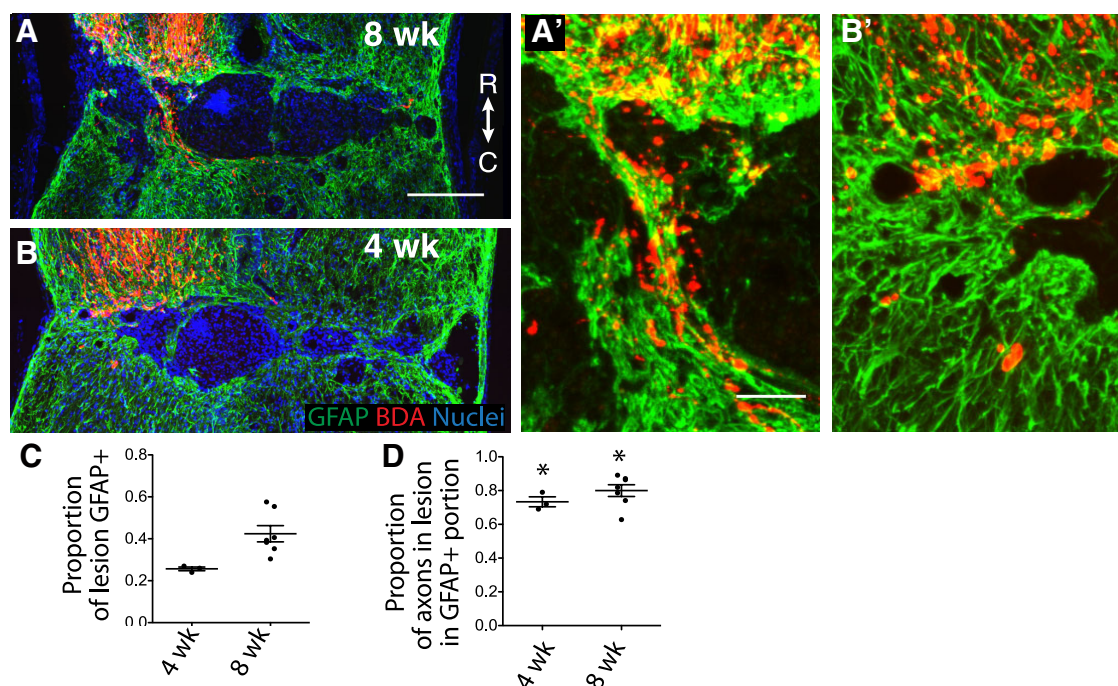 A
8 wk
R
C
B
4 wk
GFAP BDA Nuclei
A'
B'
C
Proportion
of lesion GFAP+
0.8
0.6
0.4
0.2
0.0
4 wk
8 wk
D
Proportion
of axons in lesion
in GFAP+ portion
1.0
0.8
0.6
0.4
0.2
0.0
*
*
4 wk
8 wk